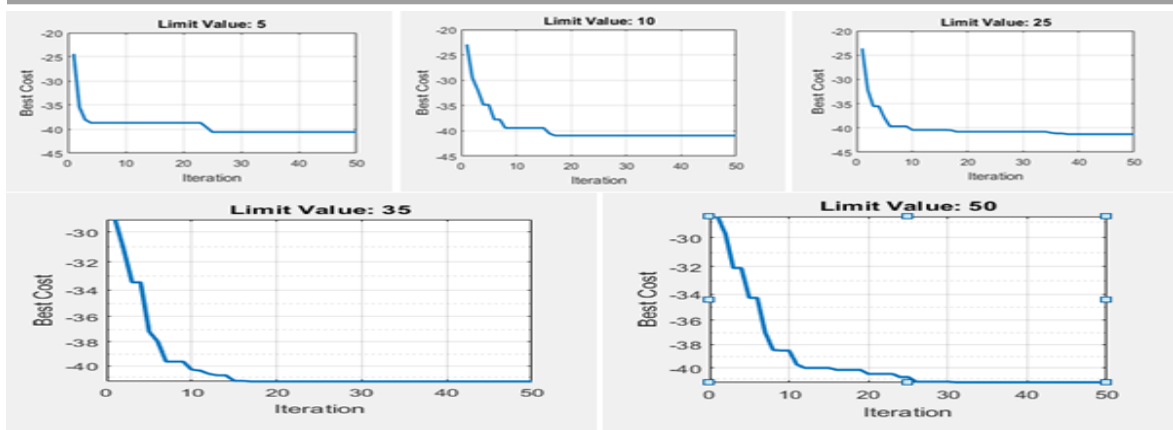 Limit Value: 5
-20
-25
-30
-35
-40
-45
Best Cost
0 10 20 30 40 50
Iteration
Limit Value: 10
-20
-25
-30
-35
-40
-45
Best Cost
0 10 20 30 40 50
Iteration
Limit Value: 25
-20
-25
-30
-35
-40
-45
Best Cost
0 10 20 30 40 50
Iteration
Limit Value: 35
-30
-32
-34
-36
-38
-40
Best Cost
0 10 20 30 40 50
Iteration
Limit Value: 50
-30
-32
-34
-36
-38
-40
Best Cost
0 10 20 30 40 50
Iteration